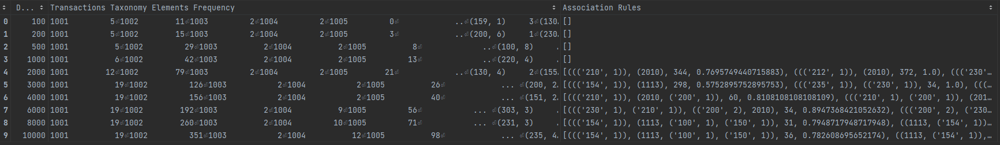 D... Transactions Taxonomy Elements Frequency Association Rules
0 100 1001 5⏎1002 11⏎1003 2⏎1004 2⏎1005 0⏎ ..⏎(159, 1) 3⏎(130, []
1 200 1001 5⏎1002 15⏎1003 2⏎1004 2⏎1005 3⏎ ..⏎(200, 6) 1⏎(230, []
2 500 1001 5⏎1002 29⏎1003 2⏎1004 2⏎1005 8⏎ ..⏎(100, 8) . []
3 1000 1001 6⏎1002 42⏎1003 2⏎1004 2⏎1005 13⏎ ..⏎(220, 4) . []
4 2000 1001 12⏎1002 79⏎1003 2⏎1004 2⏎1005 21⏎ ..⏎(130, 4) 2⏎(155, [((('210', 1)), (2010), 344, 0.7695749440715883), ((('212', 1)), (2010), 372, 1.0), ((('230'…
5 3000 1001 19⏎1002 126⏎1003 2⏎1004 2⏎1005 26⏎ ... ⏎(200, 2. [((('154', 1)), (1113), 298, 0.5752895752895753), ((('235', 1)), (('230', 1)), 34, 1.0), (((…
6 4000 1001 19⏎1002 156⏎1003 2⏎1004 2⏎1005 40⏎ ... ⏎(151, 2. [((('210', 1)), (2010, ('200', 1)), 60, 0.8108108108108109), ((('210', 1), ('200', 1)), (201…
7 6000 1001 19⏎1002 192⏎1003 2⏎1004 9⏎1005 56⏎ ... ⏎(303, 3) . [((('230', 1), ('210', 1)), (('200', 2), 2010), 34, 0.8947368421052632), ((('200', 2), ('230…
8 8000 1001 19⏎1002 260⏎1003 2⏎1004 10⏎1005 71⏎ ... ⏎(231, 3) . [((('154', 1)), (1113, ('100', 1), ('150', 1)), 31, 0.7948717948717948), ((1113, ('154', 1))…
9 10000 1001 19⏎1002 351⏎1003 2⏎1004 12⏎1005 98⏎ ... ⏎(235, 4. [((('154', 1)), (1113, ('100', 1), ('150', 1)), 36, 0.782608695652174), ((1113, ('154', 1)),…